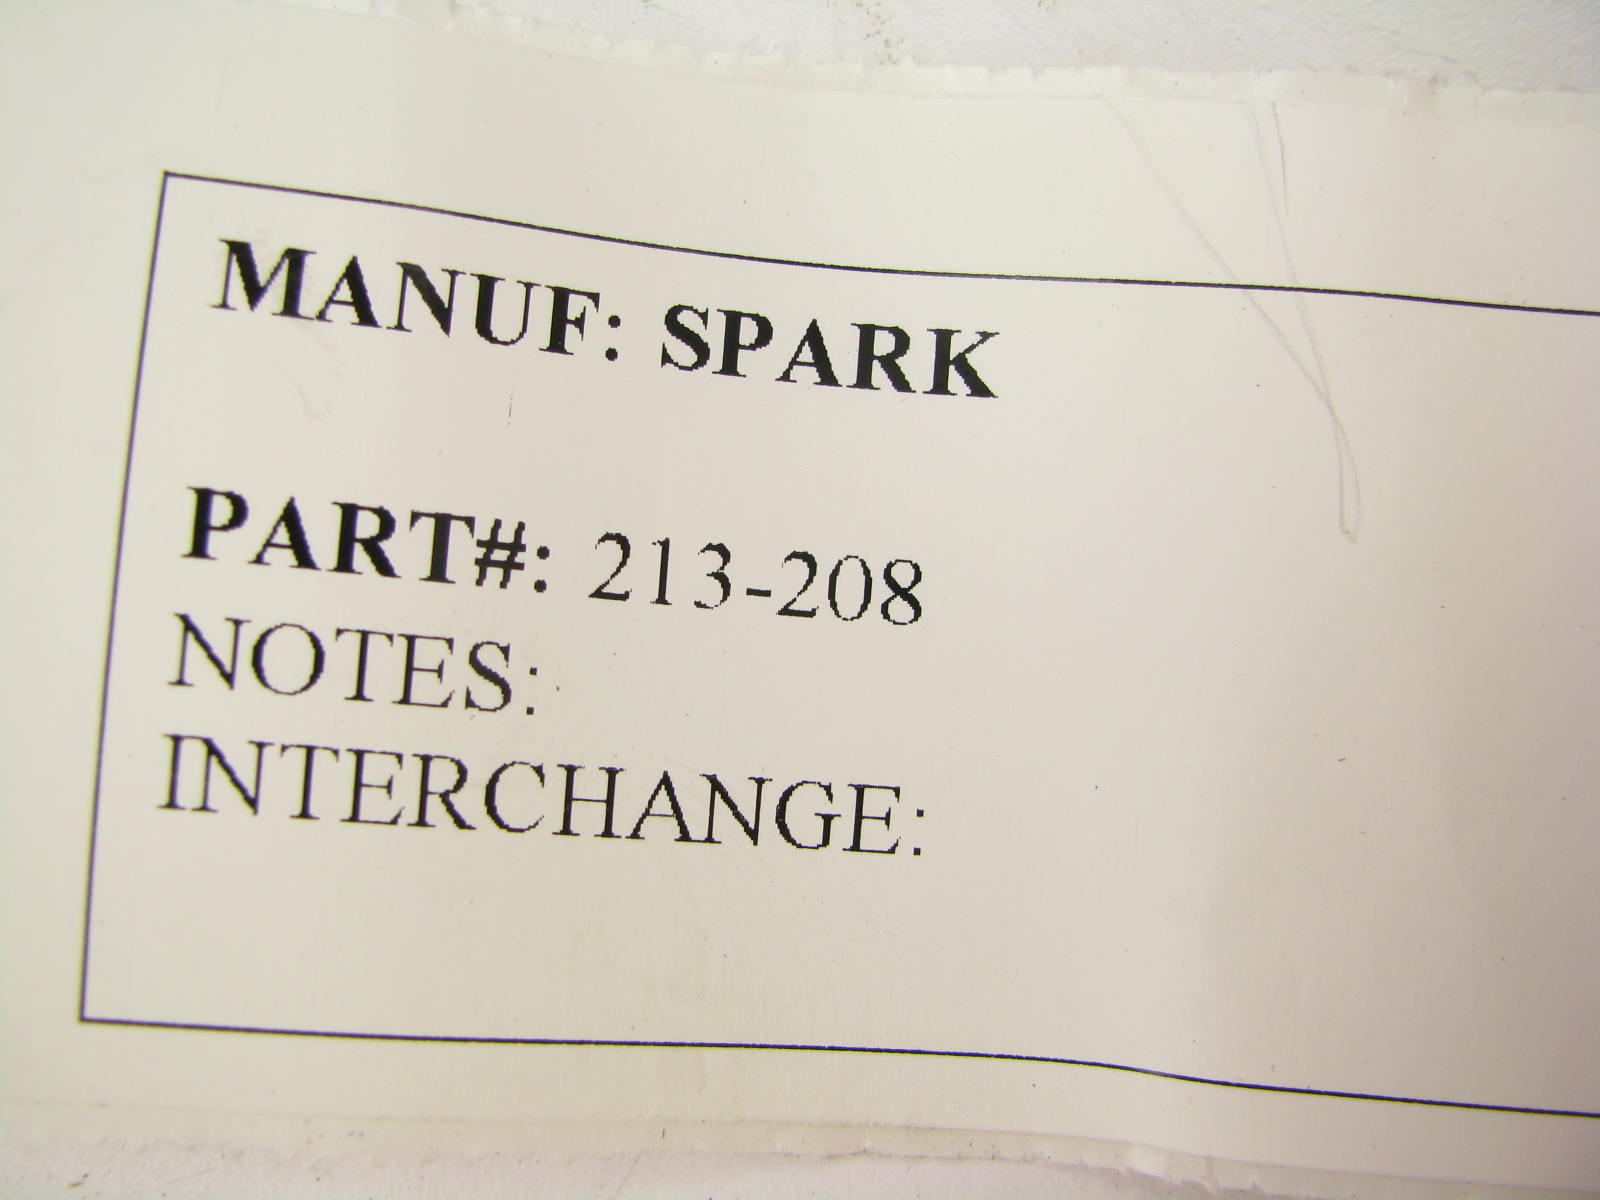 MANUF: SPARK
PART#: 213-208
NOTES:
INTERCHANGE: